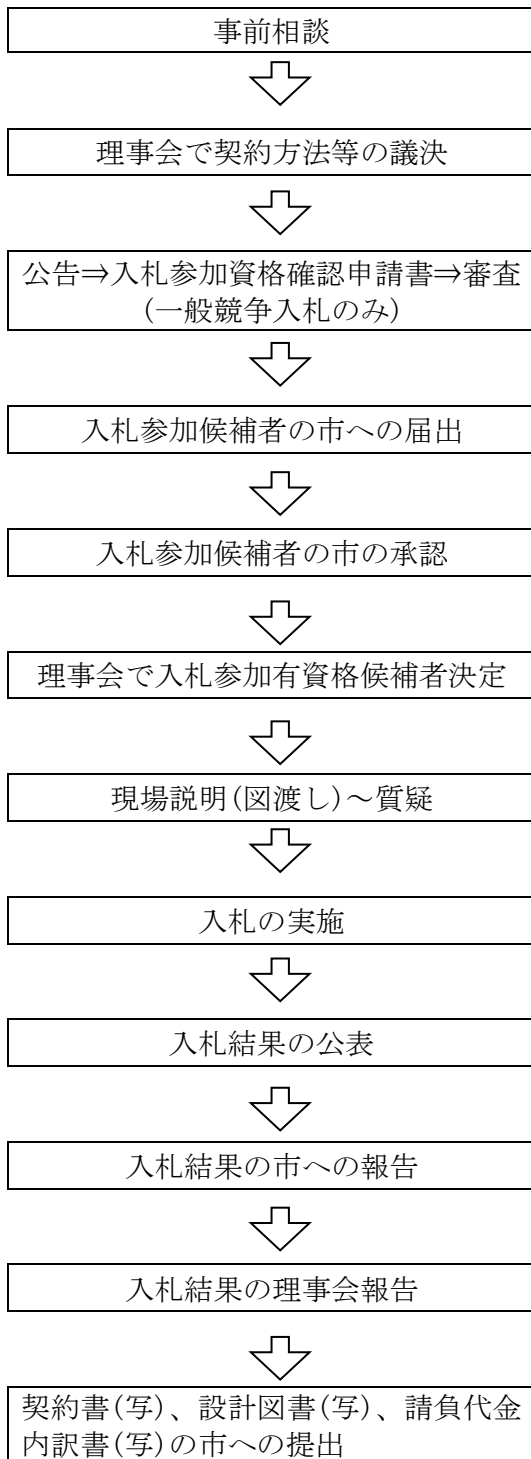 事前相談
理事会で契約方法等の議決
公告⇒入札参加資格確認申請書⇒審査
(一般競争入札のみ)
入札参加候補者の市への届出
入札参加候補者の市の承認
理事会で入札参加有資格候補者決定
現場説明(図渡し)～質疑
入札の実施
入札結果の公表
入札結果の市への報告
入札結果の理事会報告
契約書(写)、設計図書(写)、請負代金
内訳書(写)の市への提出